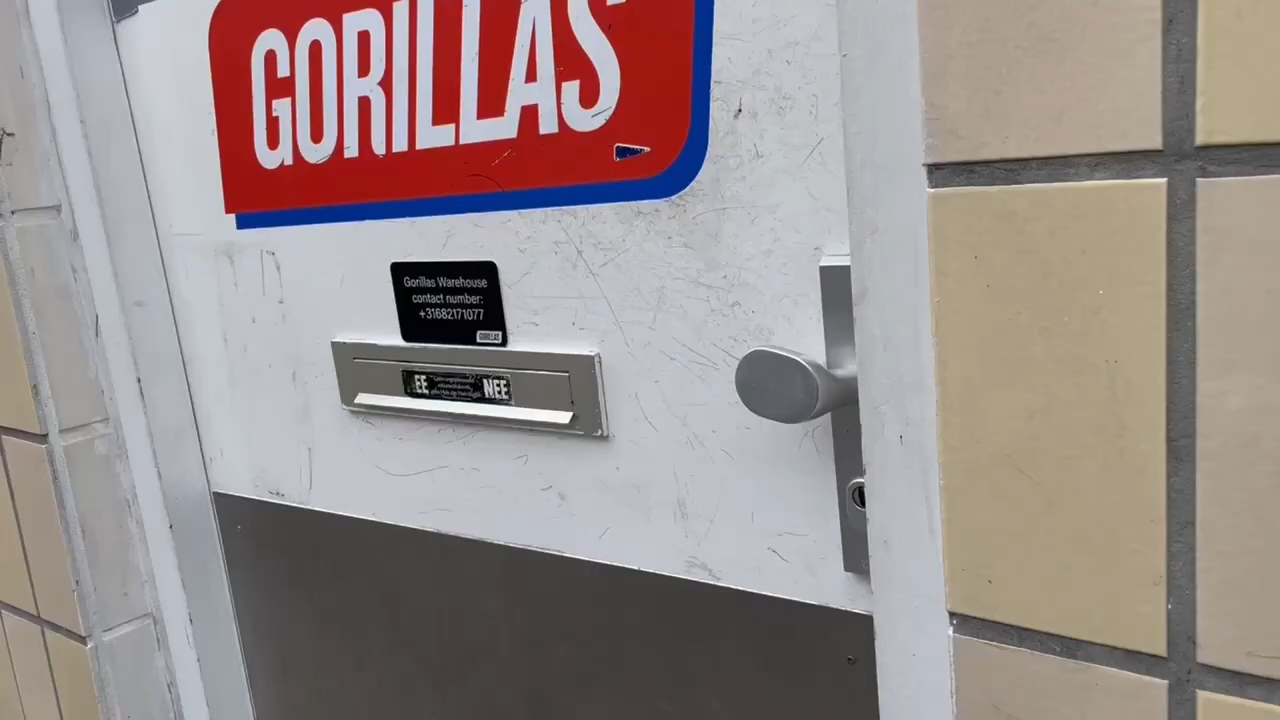 GORILLAS
Gorillas Warehouse
contact number:
+31682171077
GORILLAS
EE NEE